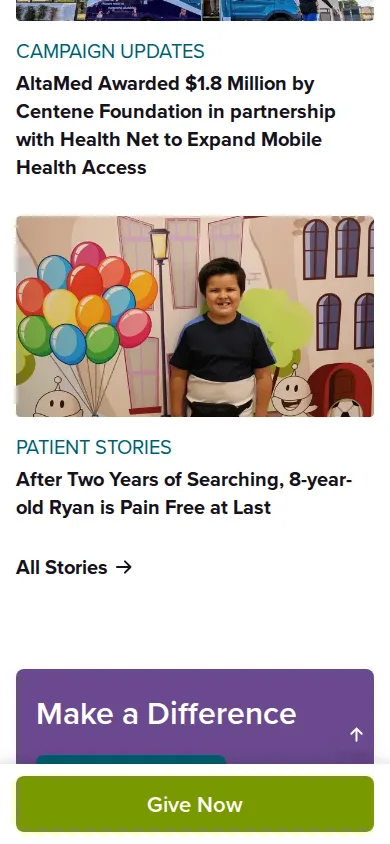 CAMPAIGN UPDATES
AltaMed Awarded $1.8 Million by
Centene Foundation in partnership
with Health Net to Expand Mobile
Health Access
PATIENT STORIES
After Two Years of Searching, 8-year-
old Ryan is Pain Free at Last
All Stories →
Make a Difference
Give Now